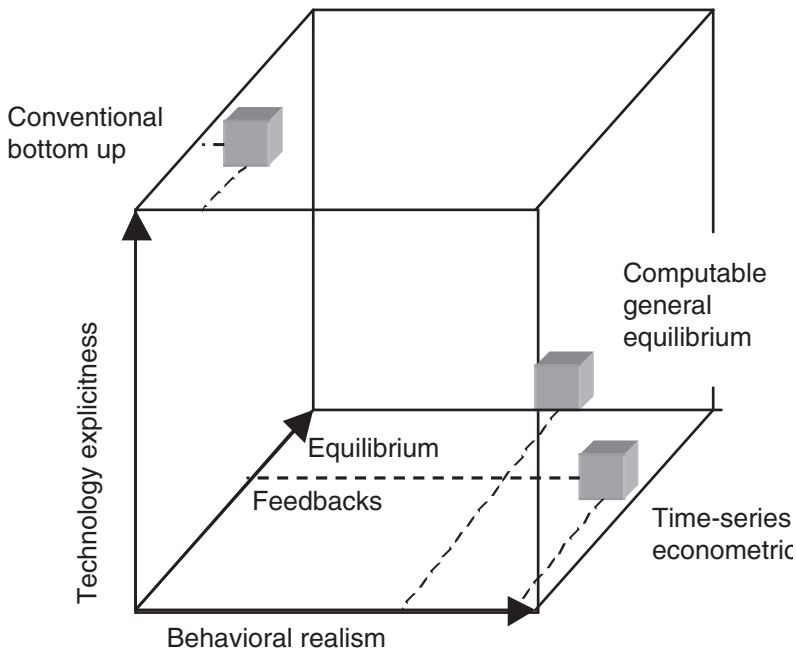 Conventional
bottom up
Computable
general
equilibrium
Technology explicitness
Equilibrium
Feedbacks
Time-series
econometric
Behavioral realism